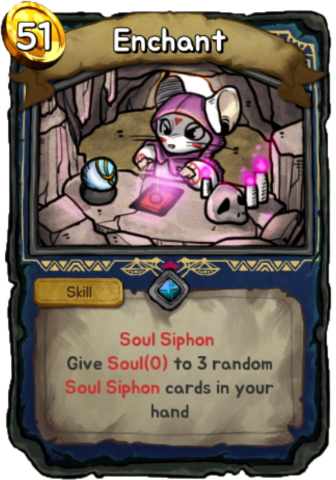 51
Enchant
Skill
Soul Siphon
Give Soul(0) to 3 random
Soul Siphon cards in your
hand